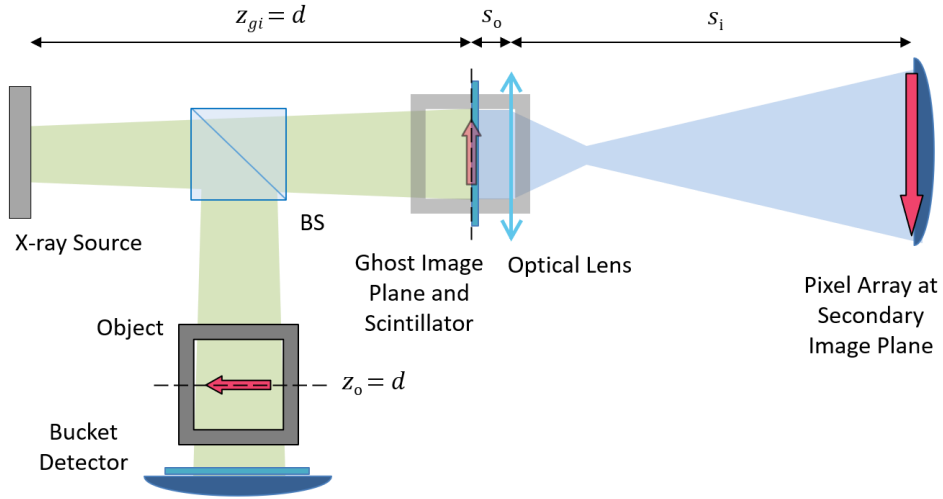 z_gi = d
s_o
s_i
X-ray Source
BS
Ghost Image
Plane and
Scintillator
Optical Lens
Pixel Array at
Secondary
Image Plane
Object
z_o = d
Bucket
Detector